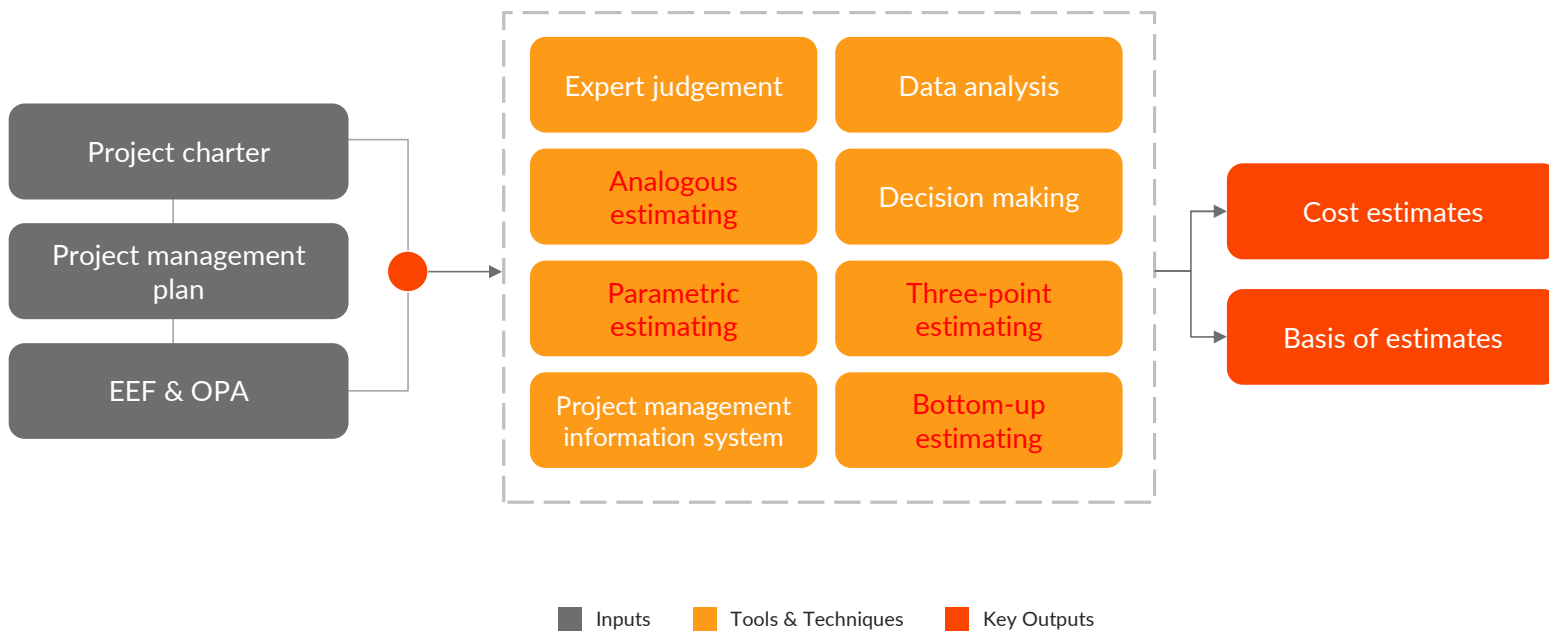 Project charter
Project management
plan
EEF & OPA
Expert judgement
Data analysis
Analogous
estimating
Decision making
Parametric
estimating
Three-point
estimating
Project management
information system
Bottom-up
estimating
Cost estimates
Basis of estimates
Inputs
Tools & Techniques
Key Outputs